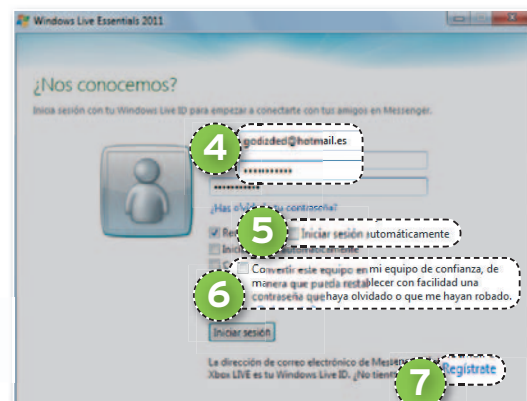 Windows Live Essentials 2011
¿Nos conocemos?
Inicia sesión con tu Windows Live ID para empezar a conectarte con tus amigos en Messenger.
4
godizded@hotmail.es
¿Has tu contraseña?
5
Iniciar sesión automáticamente
6
Convertir este equipo en mi equipo de confianza, de
manera que pueda restablecer con facilidad una
contraseña que haya olvidado o que me hayan robado.
Iniciar sesión
La dirección de correo electrónico de
Xbox LIVE es tu Windows Live ID. ¿No
7
Regístrate